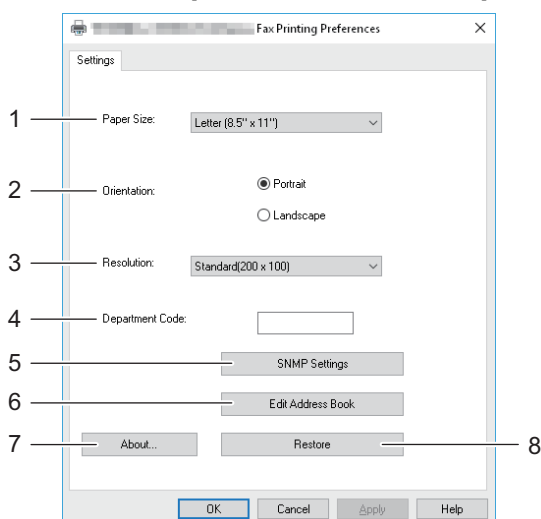 Fax Printing Preferences
Settings
1 Paper Size: Letter (8.5" x 11")
2 Orientation: Portrait
Landscape
3 Resolution: Standard(200 x 100)
4 Department Code:
5 SNMP Settings
6 Edit Address Book
7 About... Restore 8
OK Cancel Apply Help